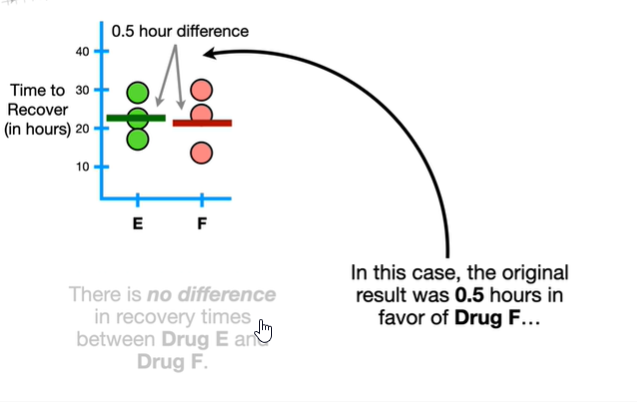 0.5 hour difference
40
30
20
10
Time to
Recover
(in hours)
E
F
There is no difference
in recovery times
between Drug E and
Drug F.
In this case, the original
result was 0.5 hours in
favor of Drug F…